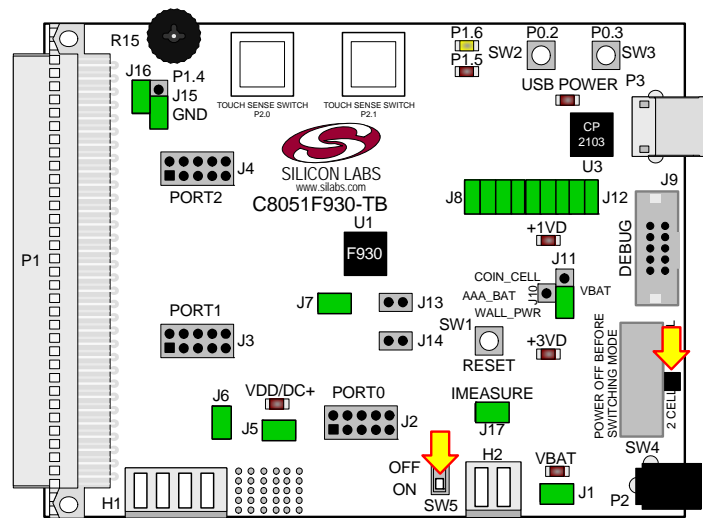 R15
P1.6
P0.2
P0.3
SW2
SW3
P1.5
J16
P1.4
J15
GND
USB POWER
P3
TOUCH SENSE SWITCH
P2.0
TOUCH SENSE SWITCH
P2.1
CP
2103
U3
J4
PORT2
SILICON LABS
www.silabs.com
C8051F930-TB
J8
J12
J9
DEBUG
U1
F930
+1VD
P1
J11
COIN_CELL
J10
VBAT
AAA_BAT
WALL_PWR
J7
J13
PORT1
J3
J14
SW1
RESET
+3VD
POWER OFF BEFORE
SWITCHING MODE
2 CELL
SW4
J6
VDD/DC+
J5
PORT0
J2
IMEASURE
J17
H2
OFF
ON
SW5
VBAT
J1
P2
H1